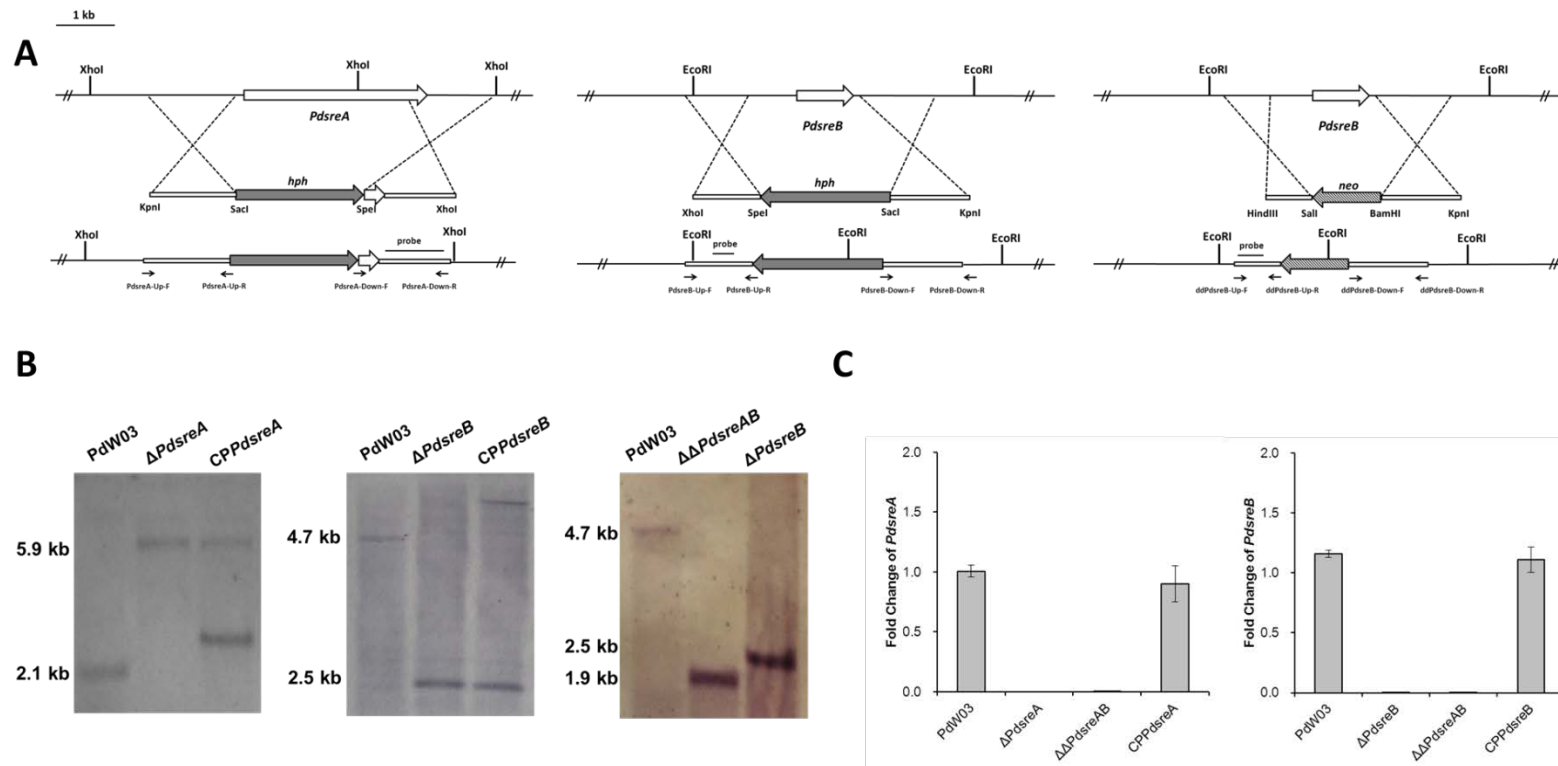 1 kb
A
XhoI XhoI XhoI
PdsreA
hph
KpnI SacI SpeI XhoI
XhoI probe XhoI
PdsreA-Up-F PdsreA-Up-R PdsreA-Down-F PdsreA-Down-R
EcoRI EcoRI
PdsreB
hph
XhoI SpeI SacI KpnI
EcoRI probe EcoRI EcoRI
PdsreB-Up-F PdsreB-Up-R PdsreB-Down-F PdsreB-Down-R
EcoRI EcoRI
PdsreB
neo
HindIII SalI BamHI KpnI
EcoRI probe EcoRI EcoRI
ddPdsreB-Up-F ddPdsreB-Up-R ddPdsreB-Down-F ddPdsreB-Down-R
B
PdW03 ΔPdsreA CPPdsreA
5.9 kb
2.1 kb
PdW03 ΔPdsreB CPPdsreB
4.7 kb
2.5 kb
PdW03 ΔΔPdsreAB ΔPdsreB
4.7 kb
2.5 kb
1.9 kb
C
Fold Change of PdsreA
2.0
1.5
1.0
0.5
0.0
PdW03 ΔPdsreA ΔΔPdsreAB CPPdsreA
Fold Change of PdsreB
2.0
1.5
1.0
0.5
0.0
PdW03 ΔPdsreB ΔΔPdsreAB CPPdsreB